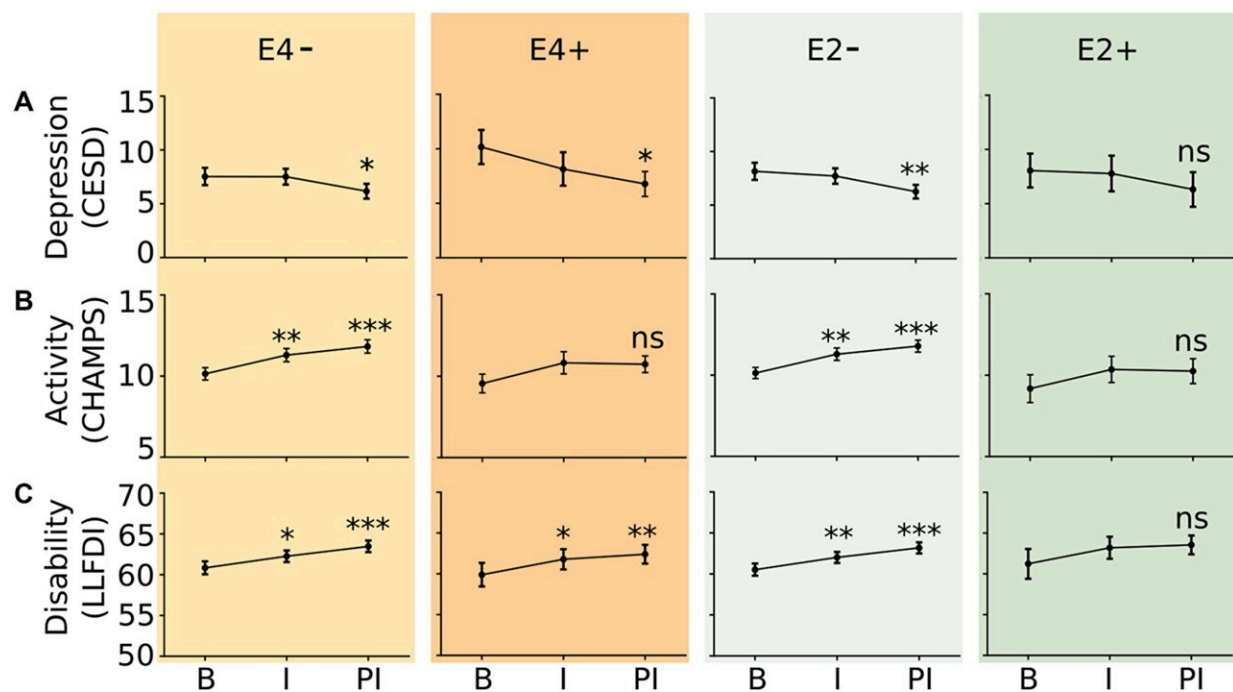 E4- E4+ E2- E2+
A
Depression
(CESD)
15
10
5
0
* * ** ns
B
Activity
(CHAMPS)
15
10
5
** *** ns ** *** ns
C
Disability
(LLFDI)
70
65
60
55
50
* *** * ** ** *** ns
B I PI B I PI B I PI B I PI